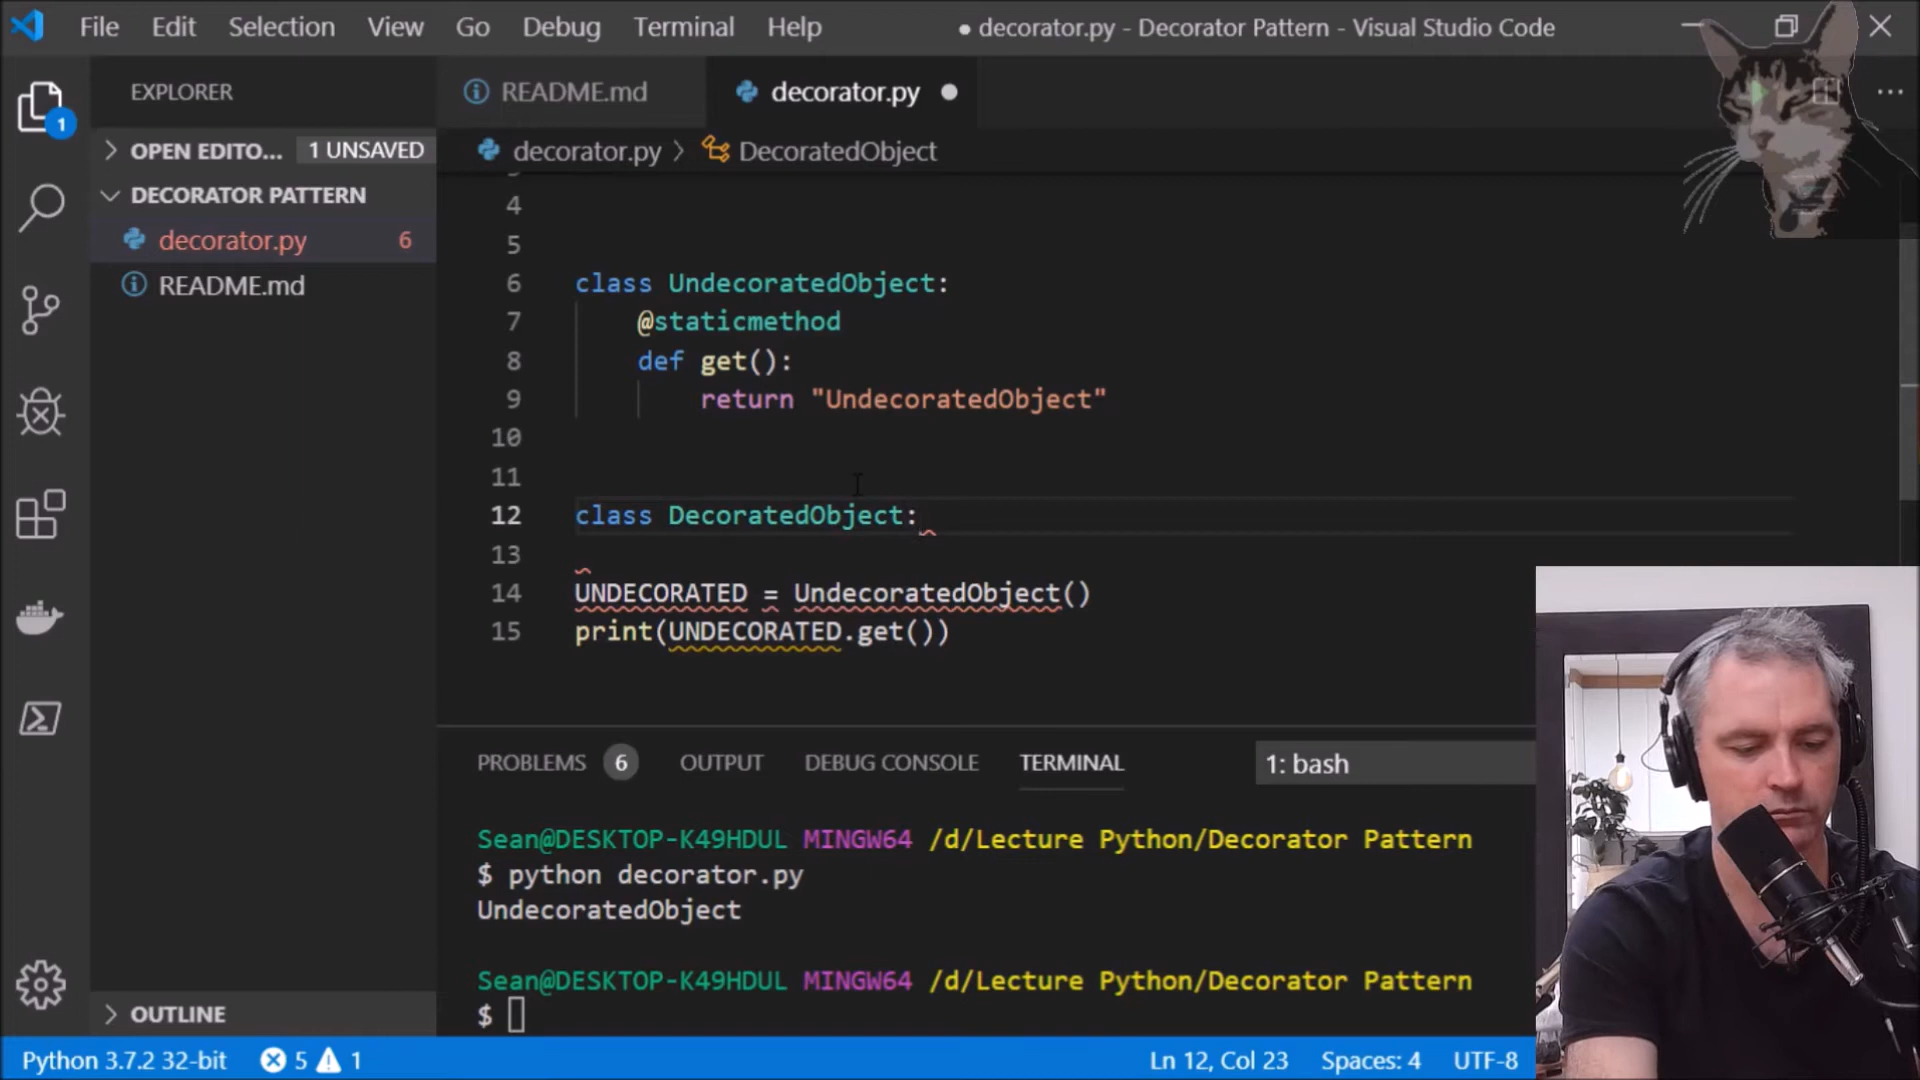 File Edit Selection View Go Debug Terminal Help ● decorator.py - Decorator Pattern - Visual Studio Code
EXPLORER
README.md decorator.py
OPEN EDITO... 1 UNSAVED
decorator.py > DecoratedObject
DECORATOR PATTERN
decorator.py 6
README.md
1
4
5
6 class UndecoratedObject:
7 @staticmethod
8 def get():
9 return "UndecoratedObject"
10
11
12 class DecoratedObject:
13
14 UNDECORATED = UndecoratedObject()
15 print(UNDECORATED.get())
PROBLEMS 6 OUTPUT DEBUG CONSOLE TERMINAL 1: bash
Sean@DESKTOP-K49HDUL MINGW64 /d/Lecture Python/Decorator Pattern
$ python decorator.py
UndecoratedObject
Sean@DESKTOP-K49HDUL MINGW64 /d/Lecture Python/Decorator Pattern
$
OUTLINE
Python 3.7.2 32-bit 5 1 Ln 12, Col 23 Spaces: 4 UTF-8